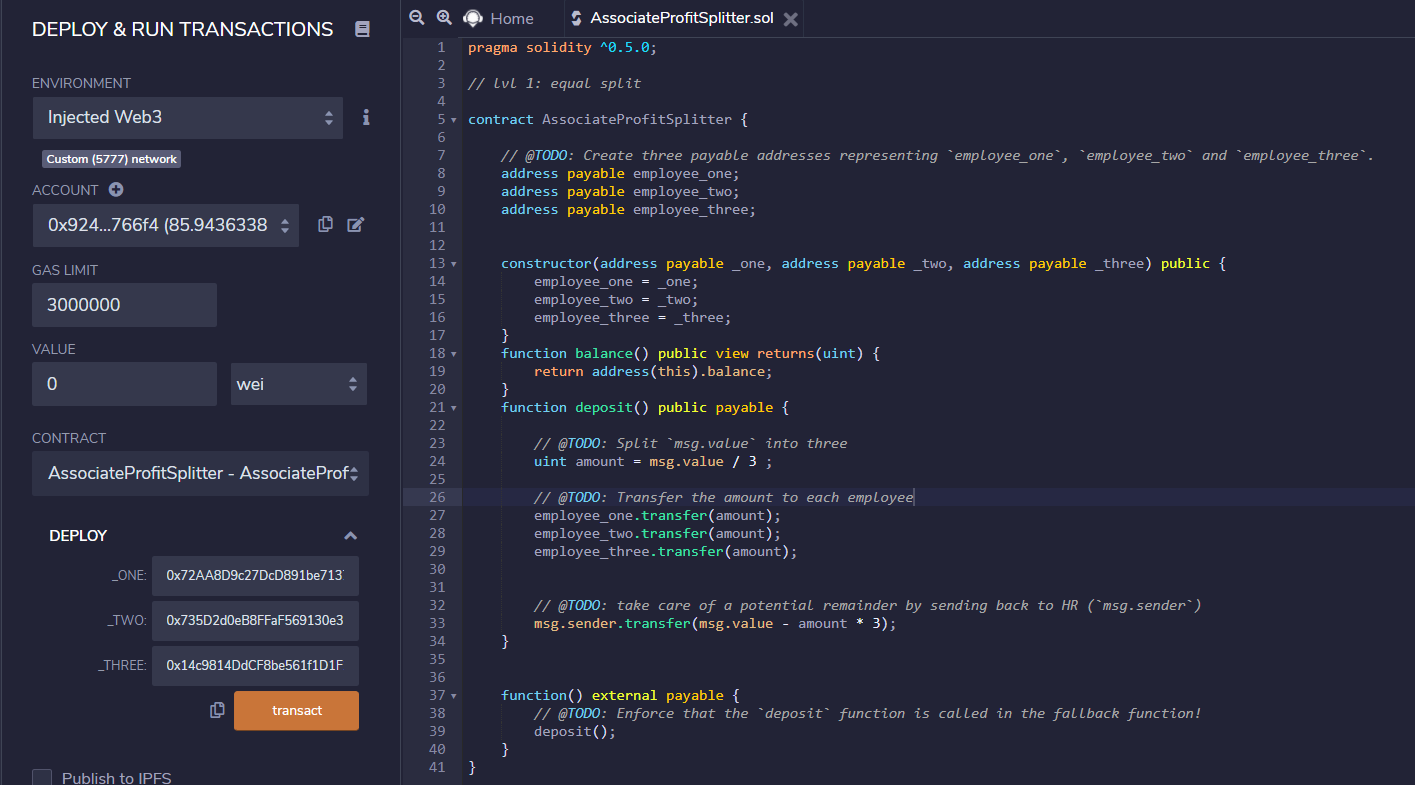 DEPLOY & RUN TRANSACTIONS
ENVIRONMENT
Injected Web3
Custom (5777) network
ACCOUNT
0x924...766f4 (85.9436338
GAS LIMIT
3000000
VALUE
0
wei
CONTRACT
AssociateProfitSplitter - AssociateProf
DEPLOY
_ONE:
0x72AA8D9c27DcD891be713
_TWO:
0x735D2d0eB8FFaF569130e3
_THREE:
0x14c9814DdCF8be561f1D1F
transact
Publish to IPFS
Home
AssociateProfitSplitter.sol
1 pragma solidity ^0.5.0;
2
3 // lvl 1: equal split
4
5 contract AssociateProfitSplitter {
6
7 // @TODO: Create three payable addresses representing `employee_one`, `employee_two` and `employee_three`.
8 address payable employee_one;
9 address payable employee_two;
10 address payable employee_three;
11
12
13 constructor(address payable _one, address payable _two, address payable _three) public {
14 employee_one = _one;
15 employee_two = _two;
16 employee_three = _three;
17 }
18 function balance() public view returns(uint) {
19 return address(this).balance;
20 }
21 function deposit() public payable {
22
23 // @TODO: Split `msg.value` into three
24 uint amount = msg.value / 3 ;
25
26 // @TODO: Transfer the amount to each employee
27 employee_one.transfer(amount);
28 employee_two.transfer(amount);
29 employee_three.transfer(amount);
30
31
32 // @TODO: take care of a potential remainder by sending back to HR (`msg.sender`)
33 msg.sender.transfer(msg.value - amount * 3);
34 }
35
36
37 function() external payable {
38 // @TODO: Enforce that the `deposit` function is called in the fallback function!
39 deposit();
40 }
41 }